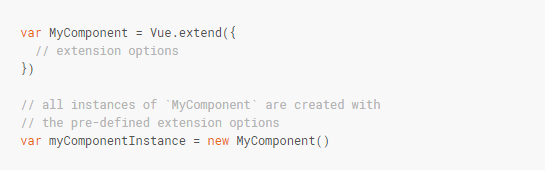 var MyComponent = Vue.extend({
  // extension options
})

// all instances of `MyComponent` are created with
// the pre-defined extension options
var myComponentInstance = new MyComponent()